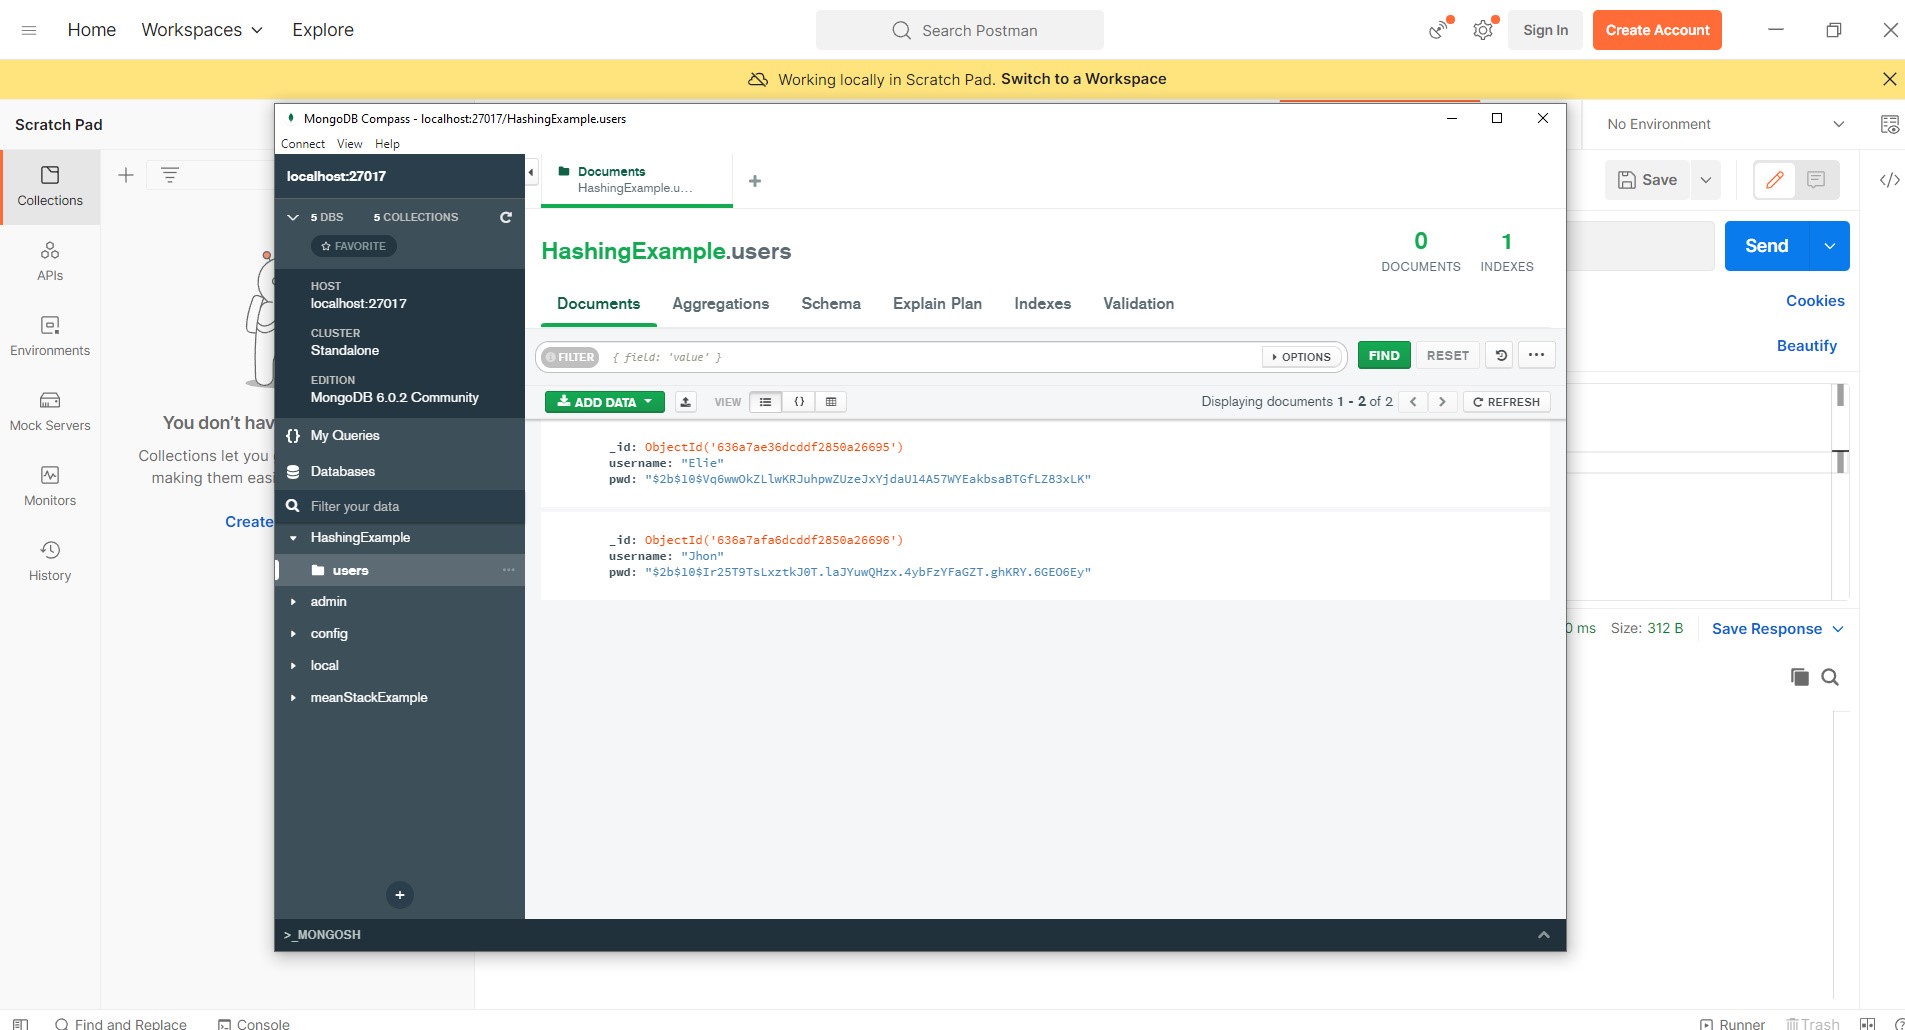 Home Workspaces Explore
Search Postman
Sign In Create Account
Working locally in Scratch Pad. Switch to a Workspace
Scratch Pad
No Environment
Collections
APIs
Environments
Mock Servers
Monitors
History
You don't hav
Collections let you
making them easi
Create
Save
Send
Cookies
Beautify
0 ms Size: 312 B Save Response
MongoDB Compass - localhost:27017/HashingExample.users
Connect View Help
localhost:27017
5 DBS 5 COLLECTIONS
FAVORITE
HOST
localhost:27017
CLUSTER
Standalone
EDITION
MongoDB 6.0.2 Community
{} My Queries
Databases
Filter your data
HashingExample
users
admin
config
local
meanStackExample
+
Documents
HashingExample.u...
+
HashingExample.users
0
DOCUMENTS
1
INDEXES
Documents Aggregations Schema Explain Plan Indexes Validation
FILTER { field: 'value' } OPTIONS FIND RESET
ADD DATA VIEW {} Displaying documents 1 - 2 of 2 REFRESH
_id: ObjectId('636a7ae36dcddf2850a26695')
username: "Elie"
pwd: "$2b$10$Vq6wwOkZLlwKRJuhpwZUzeJxYjdaU14A57WYEakbsaBTGfLZ83xLK"
_id: ObjectId('636a7afa6dcddf2850a26696')
username: "Jhon"
pwd: "$2b$10$Ir25T9TsLxztkJ0T.laJYuwQHzx.4ybFzYFaGZT.ghKRY.6GEO6Ey"
>_MONGOSH
Find and Replace Console Runner Trash